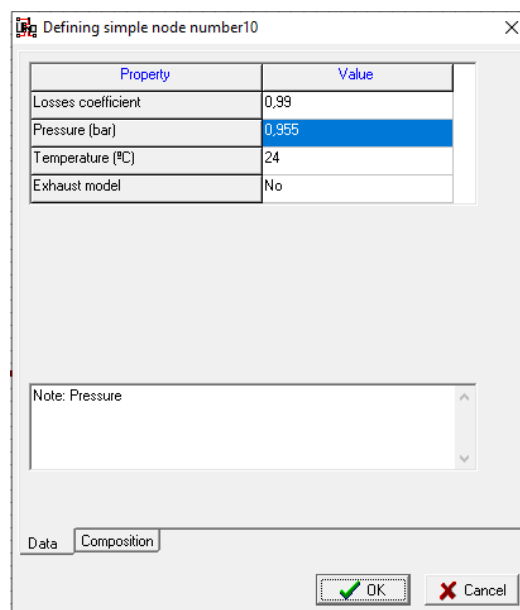 Defining simple node number10
Property Value
Losses coefficient 0,99
Pressure (bar) 0,955
Temperature (ºC) 24
Exhaust model No
Note: Pressure
Data Composition
OK Cancel